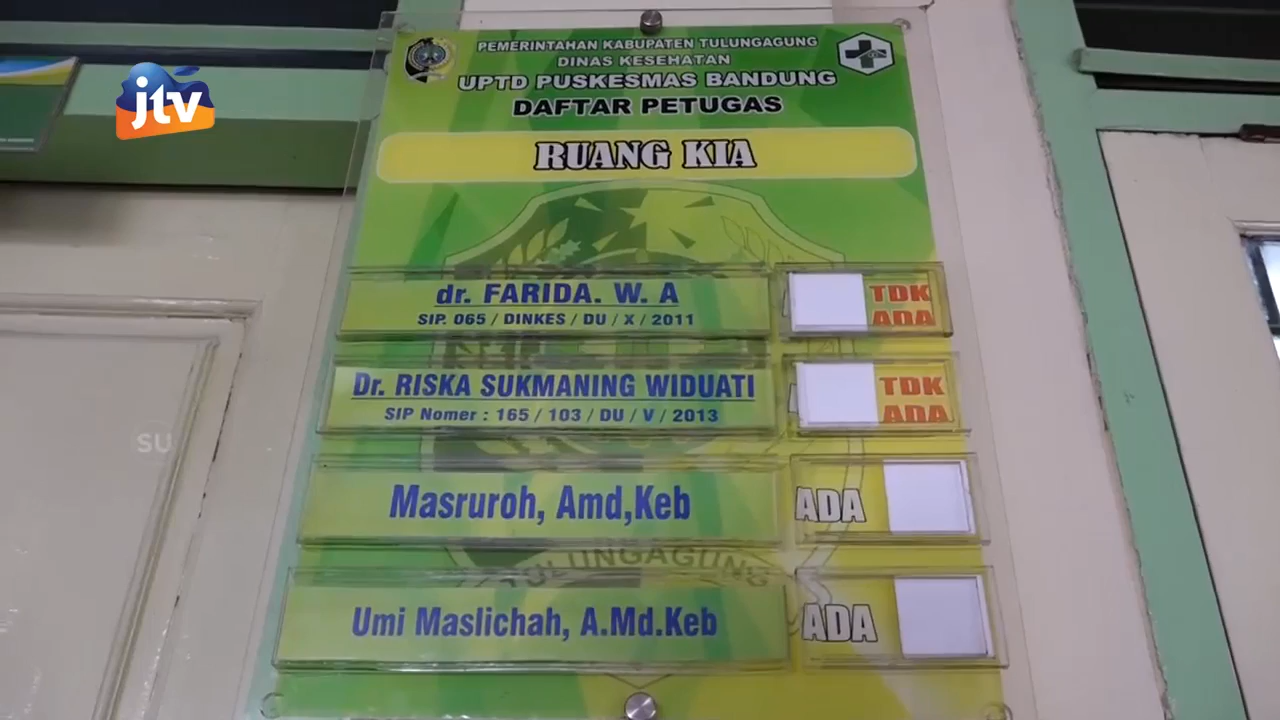 jtv
PEMERINTAHAN KABUPATEN TULUNGAGUNG
DINAS KESEHATAN
UPTD PUSKESMAS BANDUNG
DAFTAR PETUGAS
RUANG KIA
dr. FARIDA. W. A
SIP. 065 / DINKES / DU / X / 2011
TDK
ADA
Dr. RISKA SUKMANING WIDUATI
SIP Nomer : 165 / 103 / DU / V / 2013
TDK
ADA
SU
Masruroh, Amd,Keb
ADA
TULUNGAGUNG
Umi Maslichah, A.Md.Keb
ADA